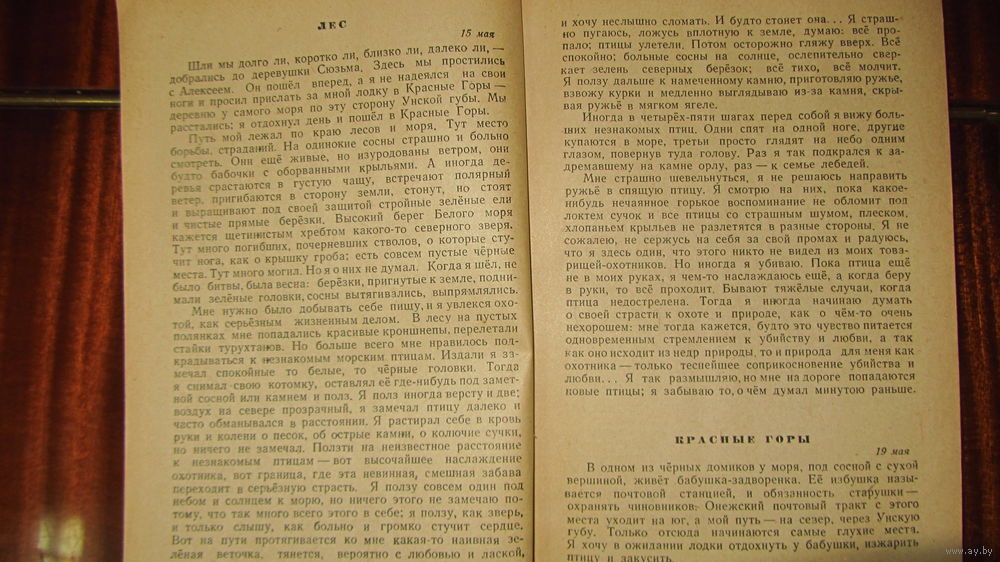 ЛЕС
15 мая
Шли мы долго ли, коротко ли, близко ли, далеко ли, —
добрались до деревушки Сюзьма. Здесь мы простились
с Алексеем. Он пошёл вперед, а я не надеялся на свои
ноги и просил прислать за мной лодку в Красные Горы —
деревню у самого моря по эту сторону Унской губы. Мы
расстались; я отдохнул день и пошёл в Красные Горы.
Путь мой лежал по краю лесов и моря. Тут место
борьбы, страданий. На одинокие сосны страшно и больно
смотреть. Они ещё живые, но изуродованы ветром, они
будто бабочки с оборванными крыльями. А иногда де-
ревья срастаются в густую чащу, встречают полярный
ветер, пригибаются в сторону земли, стонут, но стоят
и выращивают под своей защитой стройные зелёные ели
и чистые прямые берёзки. Высокий берег Белого моря
кажется щетинистым хребтом какого-то северного зверя.
Тут много погибших, почерневших стволов, о которые сту-
чит нога, как о крышку гроба; есть совсем пустые чёрные
места. Тут много могил. Но я о них не думал. Когда я шёл, не
было битвы, была весна: берёзки, пригнутые к земле, подни-
мали зелёные головки, сосны вытягивались, выпрямлялись.
Мне нужно было добывать себе пищу, и я увлекся охо-
той, как серьёзным жизненным делом. В лесу на пустых
полянках мне попадались красивые кроншнепы, перелетали
стайки турухтанов. Но больше всего мне нравилось под-
крадываться к незнакомым морским птицам. Издали я за-
мечал спокойные то белые, то чёрные головки. Тогда
я снимал свою котомку, оставлял её где-нибудь под замет-
ной сосной или камнем и полз. Я полз иногда версту и две;
воздух на севере прозрачный, я замечал птицу далеко и
часто обманывался в расстоянии. Я растирал себе в кровь
руки и колени о песок, об острые камни, о колючие сучки,
но ничего не замечал. Ползти на неизвестное расстояние
к незнакомым птицам — вот высочайшее наслаждение
охотника, вот граница, где эта невинная, смешная забава
переходит в серьёзную страсть. Я ползу совсем один под
небом и солнцем к морю, но ничего этого не замечаю по-
тому, что так много всего этого в себе; я ползу, как зверь,
и только слышу, как больно и громко стучит сердце.
Вот на пути протягивается ко мне какая-то наивная зе-
лёная веточка, тянется, вероятно с любовью и лаской,
и хочу неслышно сломать. И будто стонет она... Я страш-
но пугаюсь, ложусь вплотную к земле, думаю: всё про-
пало; птицы улетели. Потом осторожно гляжу вверх. Всё
спокойно; больные сосны на солнце, ослепительно свер-
кает зелень северных берёзок; всё тихо, всё молчит.
Я ползу дальше к намеченному камню, приготовляю ружье,
взвожу курки и медленно выглядываю из-за камня, скры-
вая ружьё в мягком ягеле.
Иногда в четырёх-пяти шагах перед собой я вижу боль-
ших незнакомых птиц. Одни спят на одной ноге, другие
купаются в море, третьи просто глядят на небо одним
глазом, повернув туда голову. Раз я так подкрался к за-
дремавшему на камне орлу, раз — к семье лебедей.
Мне страшно шевельнуться, я не решаюсь направить
ружьё в спящую птицу. Я смотрю на них, пока какое-
нибудь нечаянное горькое воспоминание не обломит под
локтем сучок и все птицы со страшным шумом, плеском,
хлопаньем крыльев не разлетятся в разные стороны. Я не
сожалею, не сержусь на себя за свой промах и радуюсь,
что я здесь один, что этого никто не видел из моих това-
рищей-охотников. Но иногда я убиваю. Пока птица ещё
не в моих руках, я чем-то наслаждаюсь ещё, а когда беру
в руки, то всё проходит. Бывают тяжёлые случаи, когда
птица недострелена. Тогда я иногда начинаю думать
о своей страсти к охоте и природе, как о чём-то очень
нехорошем: мне тогда кажется, будто это чувство питается
одновременным стремлением к убийству и любви, а так
как оно исходит из недр природы, то и природа для меня как
охотника — только теснейшее соприкосновение убийства и
любви... Я так размышляю, но мне на дороге попадаются
новые птицы; я забываю то, о чём думал минутою раньше.
КРАСНЫЕ ГОРЫ
19 мая
В одном из чёрных домиков у моря, под сосной с сухой
вершиной, живёт бабушка-задворенка. Её избушка назы-
вается почтовой станцией, и обязанность старушки —
охранять чиновников. Онежский почтовый тракт с этого
места уходит на юг, а мой путь — на север, через Унскую
губу. Только отсюда начинаются самые глухие места.
Я хочу в ожидании лодки отдохнуть у бабушки, изжарить
птицу и закусить.
www.ay.by